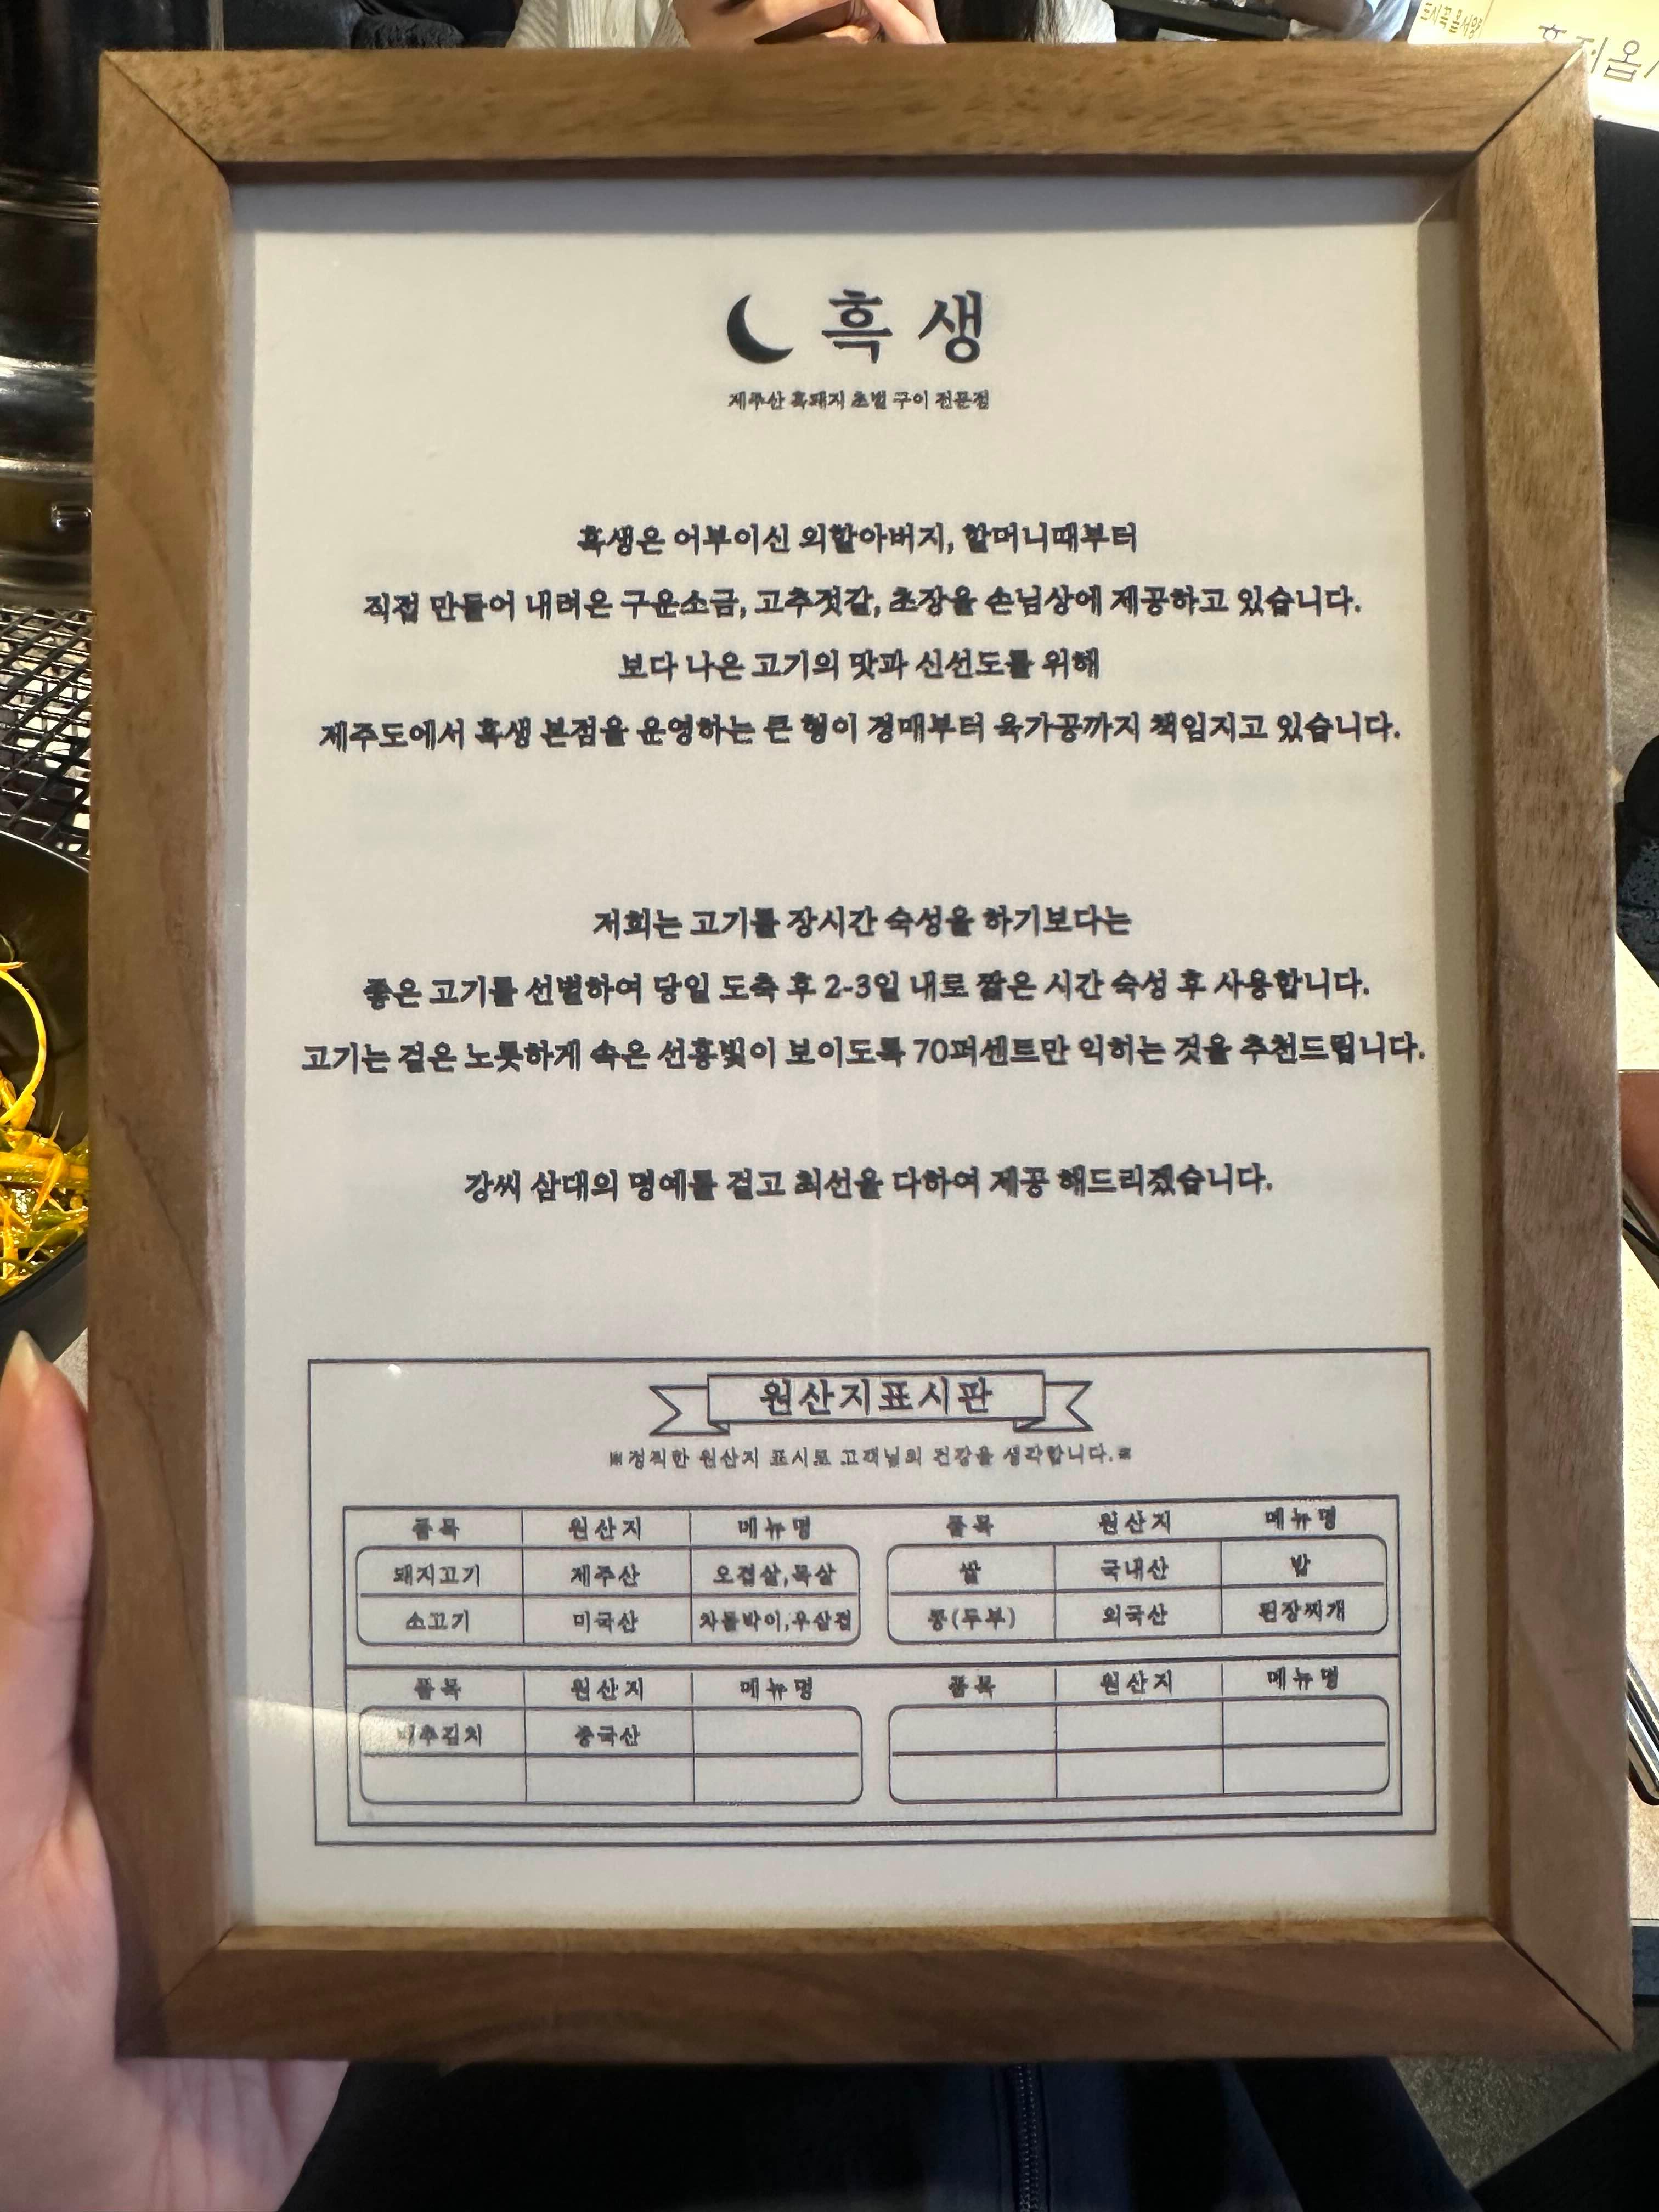 흑생
제주산 흑돼지 초벌 구이 전문점
흑생은 어부이신 외할아버지, 할머니때부터
직접 만들어 내려온 구운소금, 고추젓갈, 초장을 손님상에 제공하고 있습니다.
보다 나은 고기의 맛과 신선도를 위해
제주도에서 흑생 본점을 운영하는 큰 형이 경매부터 육가공까지 책임지고 있습니다.
저희는 고기를 장시간 숙성을 하기보다는
좋은 고기를 선별하여 당일 도축 후 2-3일 내로 짧은 시간 숙성 후 사용합니다.
고기는 겉은 노릇하게 속은 선홍빛이 보이도록 70퍼센트만 익히는 것을 추천드립니다.
강씨 삼대의 명예를 걸고 최선을 다하여 제공 해드리겠습니다.
원산지표시판
※정직한 원산지 표시로 고객님의 건강을 생각합니다.※
품목 원산지 메뉴명 품목 원산지 메뉴명
돼지고기 제주산 오겹살,목살 쌀 국내산 밥
소고기 미국산 차돌박이,우삼겹 콩(두부) 외국산 된장찌개
품목 원산지 메뉴명 품목 원산지 메뉴명
배추김치 중국산